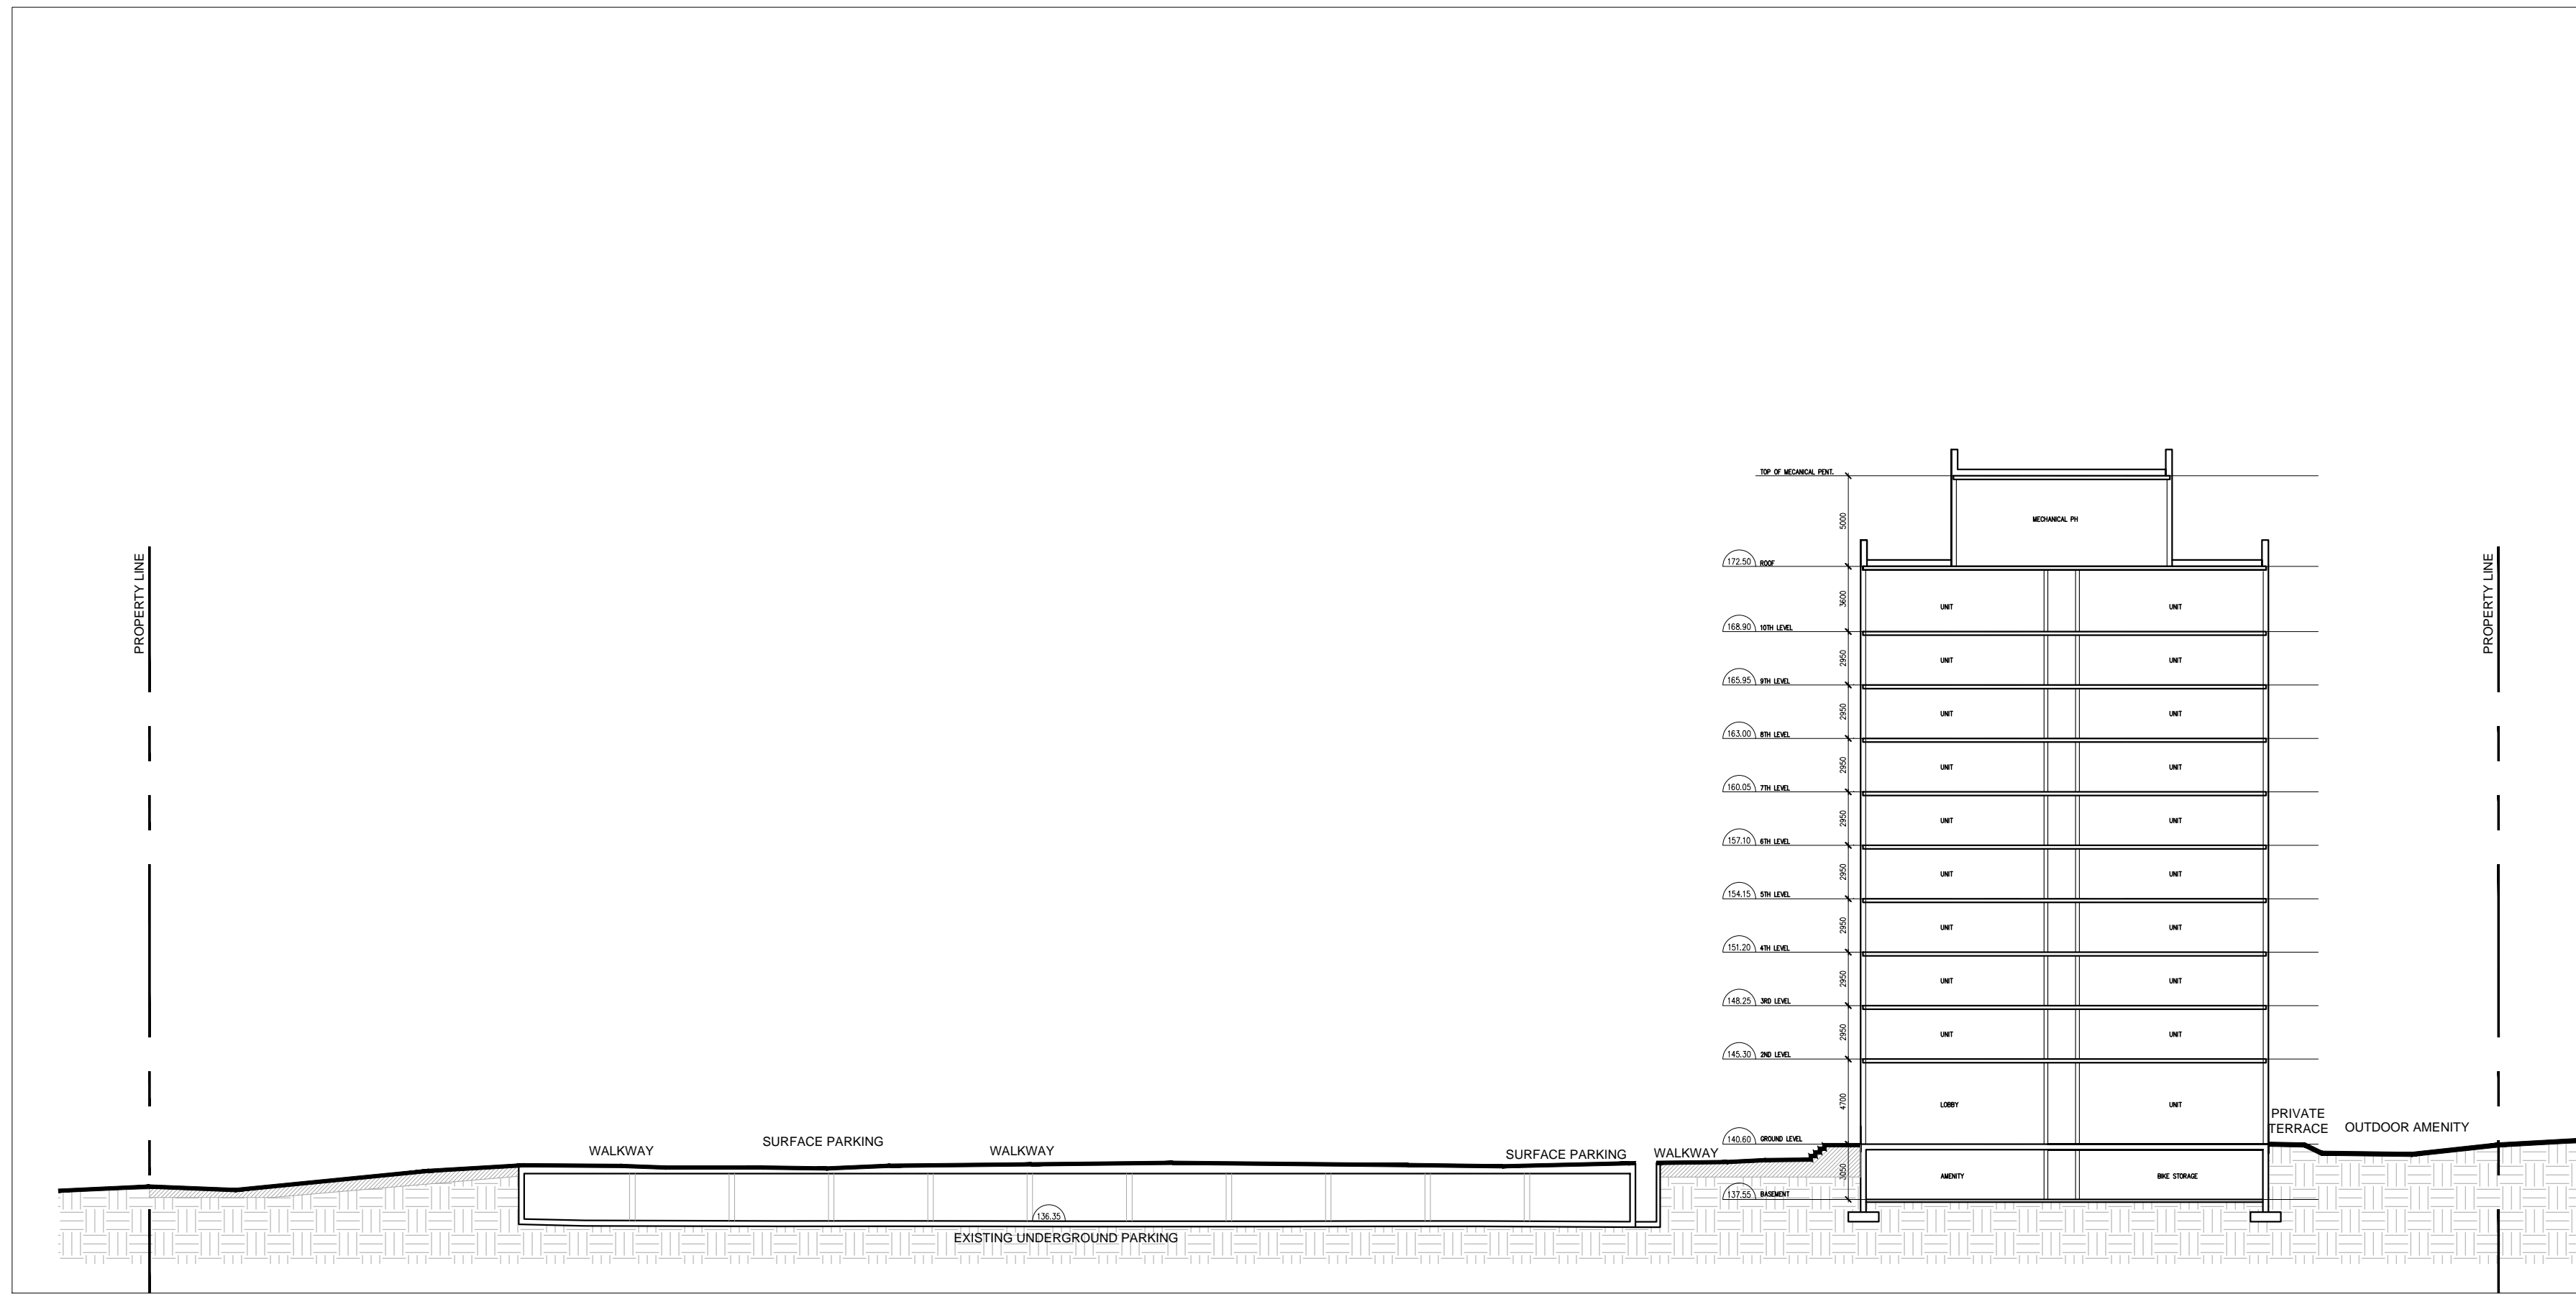 TOP OF MECANICAL PENT.
5000
MECHANICAL PH
PROPERTY LINE
PROPERTY LINE
172.50 ROOF
3600
UNIT UNIT
168.90 10TH LEVEL
2950
UNIT UNIT
165.95 9TH LEVEL
2950
UNIT UNIT
163.00 8TH LEVEL
2950
UNIT UNIT
160.05 7TH LEVEL
2950
UNIT UNIT
157.10 6TH LEVEL
2950
UNIT UNIT
154.15 5TH LEVEL
2950
UNIT UNIT
151.20 4TH LEVEL
2950
UNIT UNIT
148.25 3RD LEVEL
2950
UNIT UNIT
145.30 2ND LEVEL
4700
LOBBY UNIT
PRIVATE
TERRACE
OUTDOOR AMENITY
140.60 GROUND LEVEL
WALKWAY
SURFACE PARKING
WALKWAY
SURFACE PARKING
WALKWAY
3050
AMENITY BIKE STORAGE
137.55 BASEMENT
136.35
EXISTING UNDERGROUND PARKING